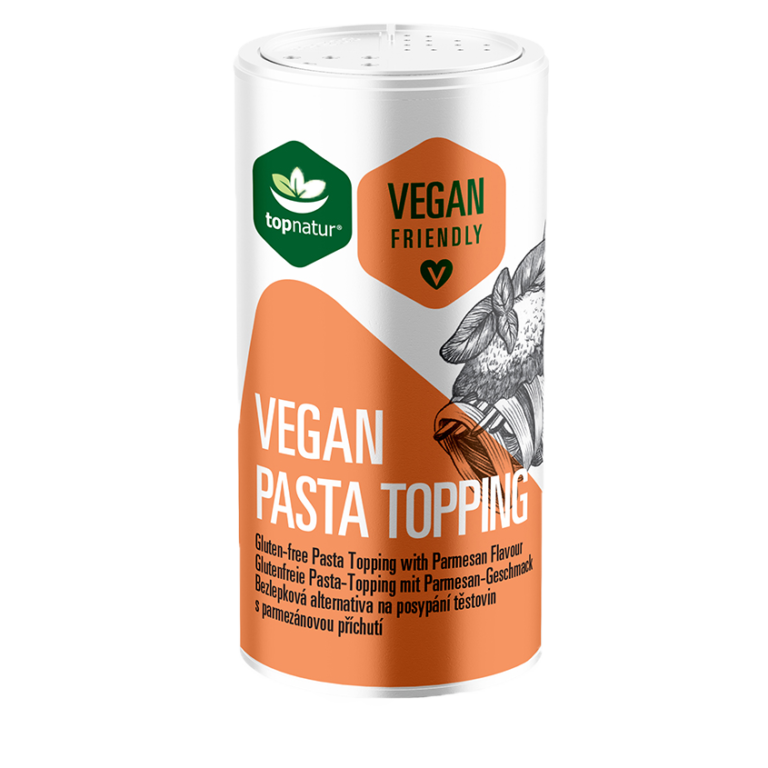 topnatur®
VEGAN
FRIENDLY
VEGAN
PASTA TOPPING
Gluten-free Pasta Topping with Parmesan Flavour
Glutenfreie Pasta-Topping mit Parmesan-Geschmack
Bezlepková alternativa na posypání těstovin
s parmezánovou příchutí